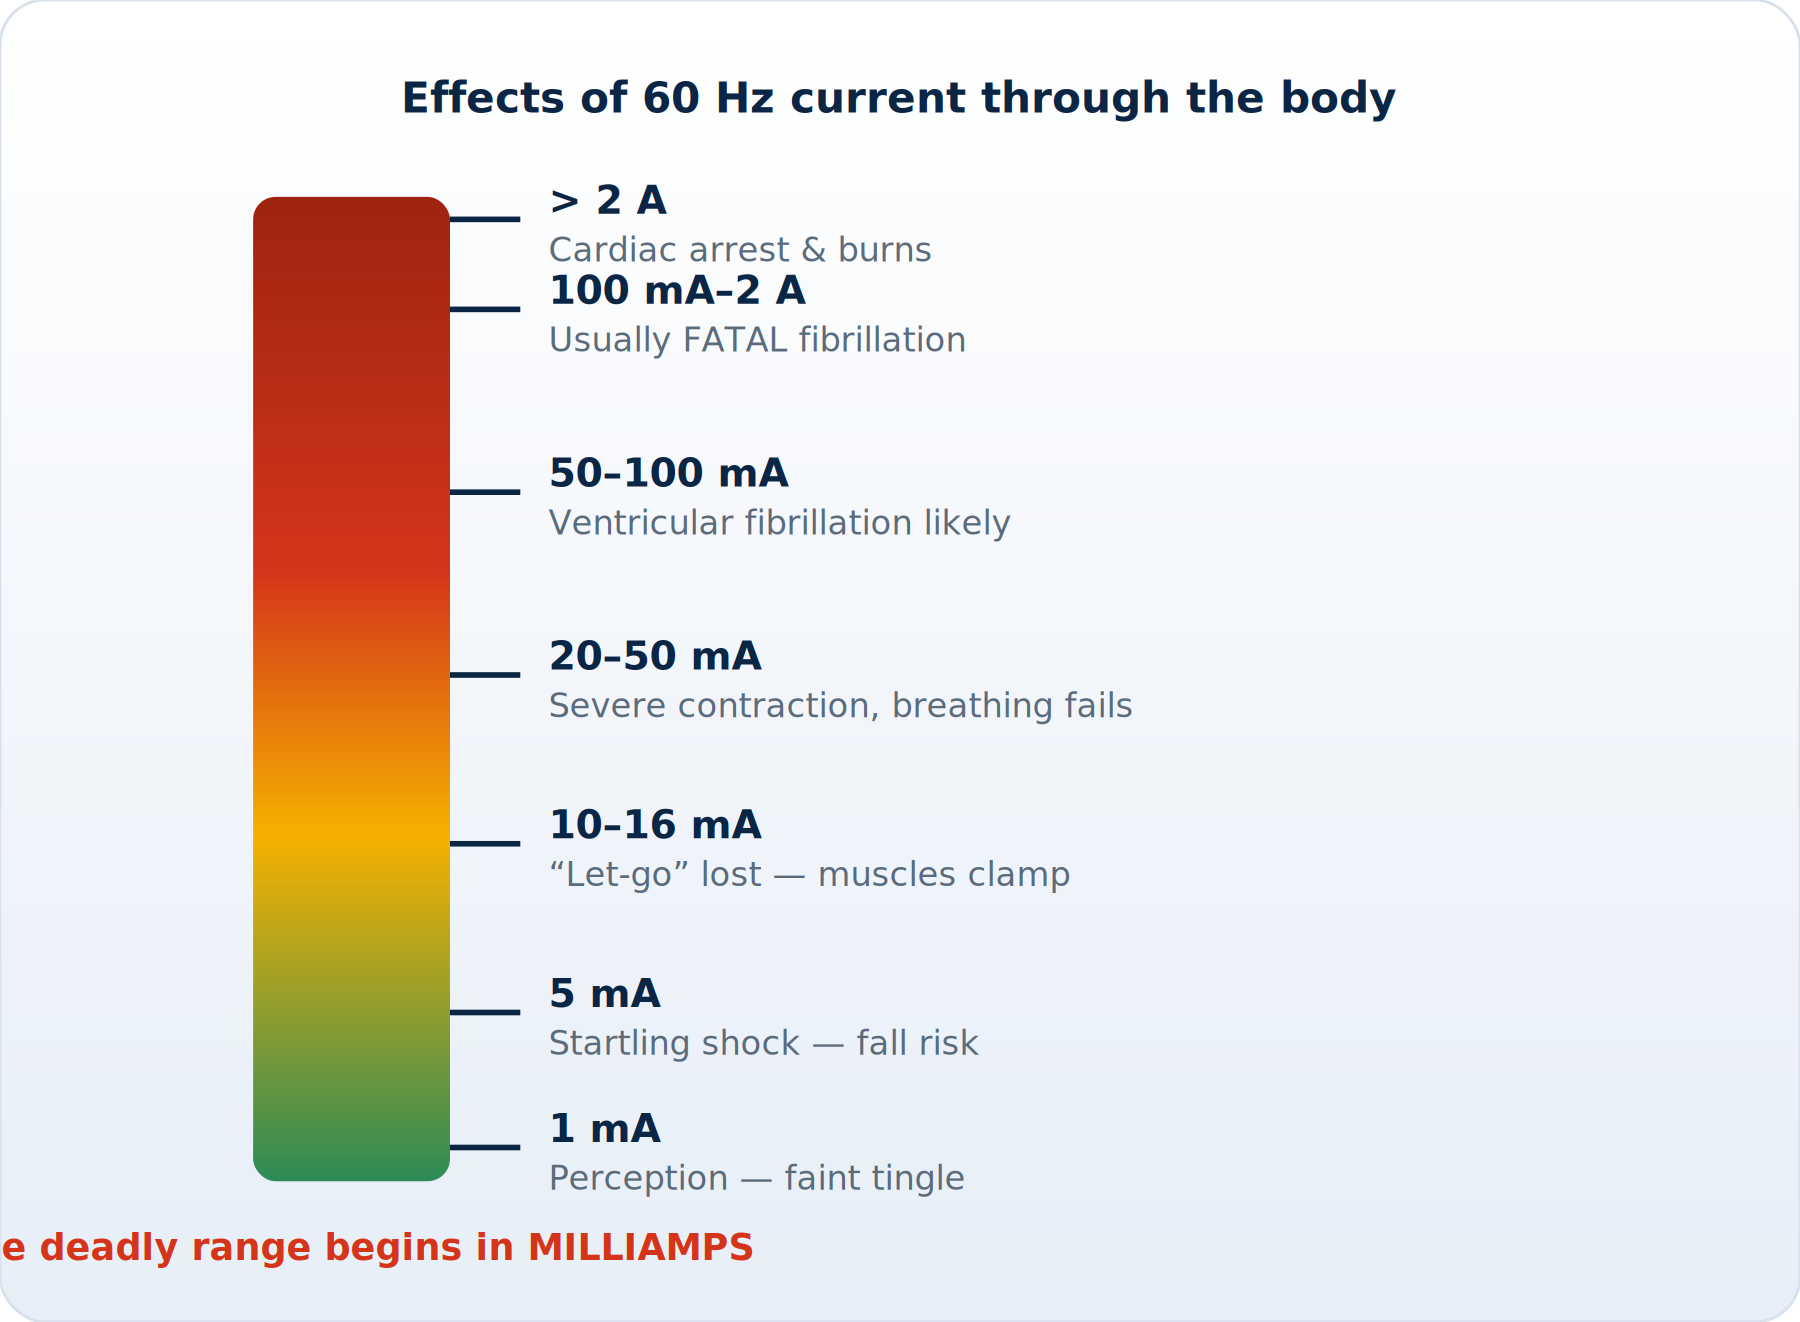 Effects of 60 Hz current through the body
> 2 A
Cardiac arrest & burns
100 mA–2 A
Usually FATAL fibrillation
50–100 mA
Ventricular fibrillation likely
20–50 mA
Severe contraction, breathing fails
10–16 mA
“Let-go” lost — muscles clamp
5 mA
Startling shock — fall risk
1 mA
Perception — faint tingle
e deadly range begins in MILLIAMPS